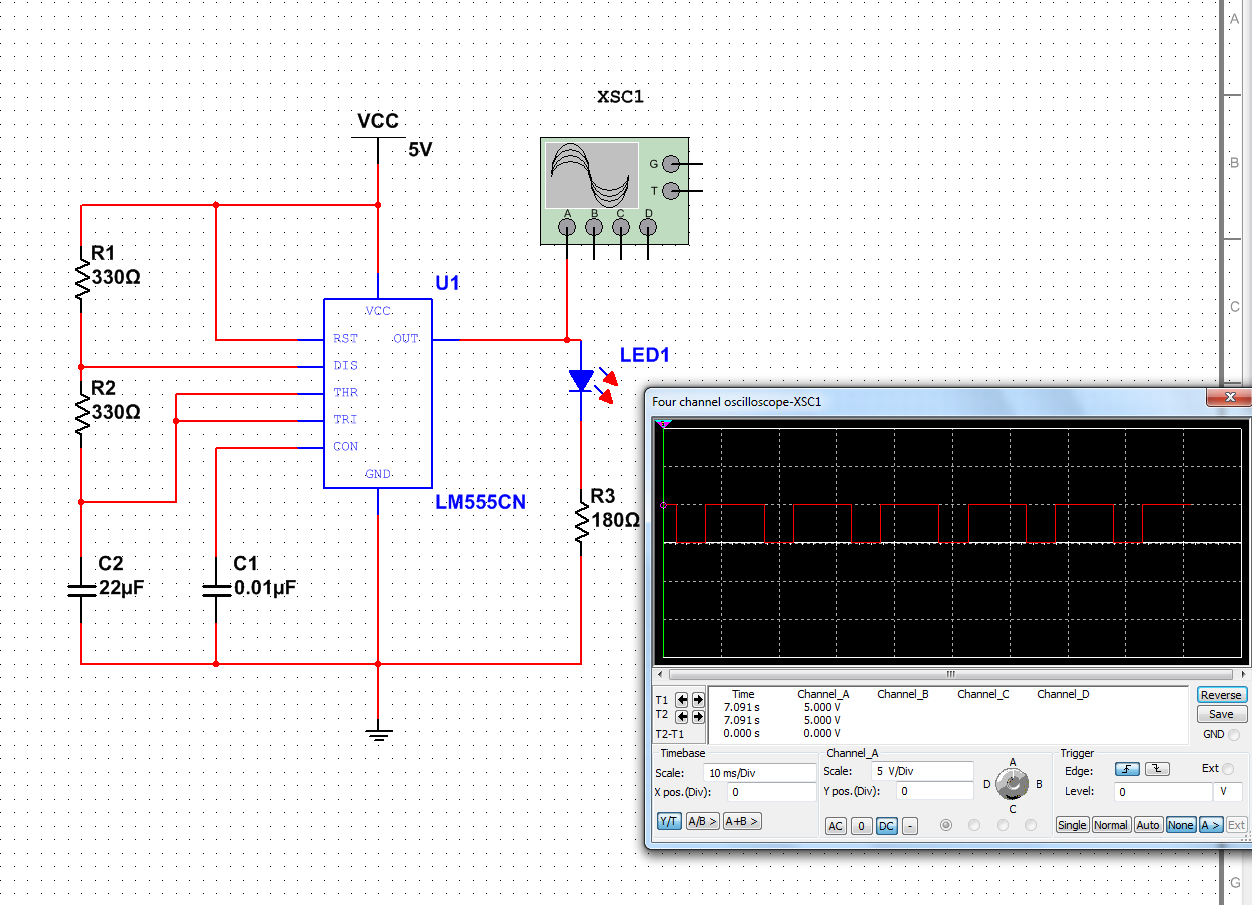 A
B
C
G
XSC1
G
T
A B C D
VCC
5V
R1
330Ω
R2
330Ω
U1
VCC
RST OUT
DIS
THR
TRI
CON
GND
LM555CN
LED1
R3
180Ω
C2
22µF
C1
0.01µF
Four channel oscilloscope-XSC1
Time Channel_A Channel_B Channel_C Channel_D
T1 7.091 s 5.000 V
T2 7.091 s 5.000 V
T2-T1 0.000 s 0.000 V
Reverse
Save
GND
Timebase
Scale: 10 ms/Div
X pos.(Div): 0
Y/T A/B > A+B >
Channel_A
Scale: 5 V/Div
Y pos.(Div): 0
AC 0 DC -
A
D B
C
Trigger
Edge: Ext
Level: 0 V
Single Normal Auto None A > Ext